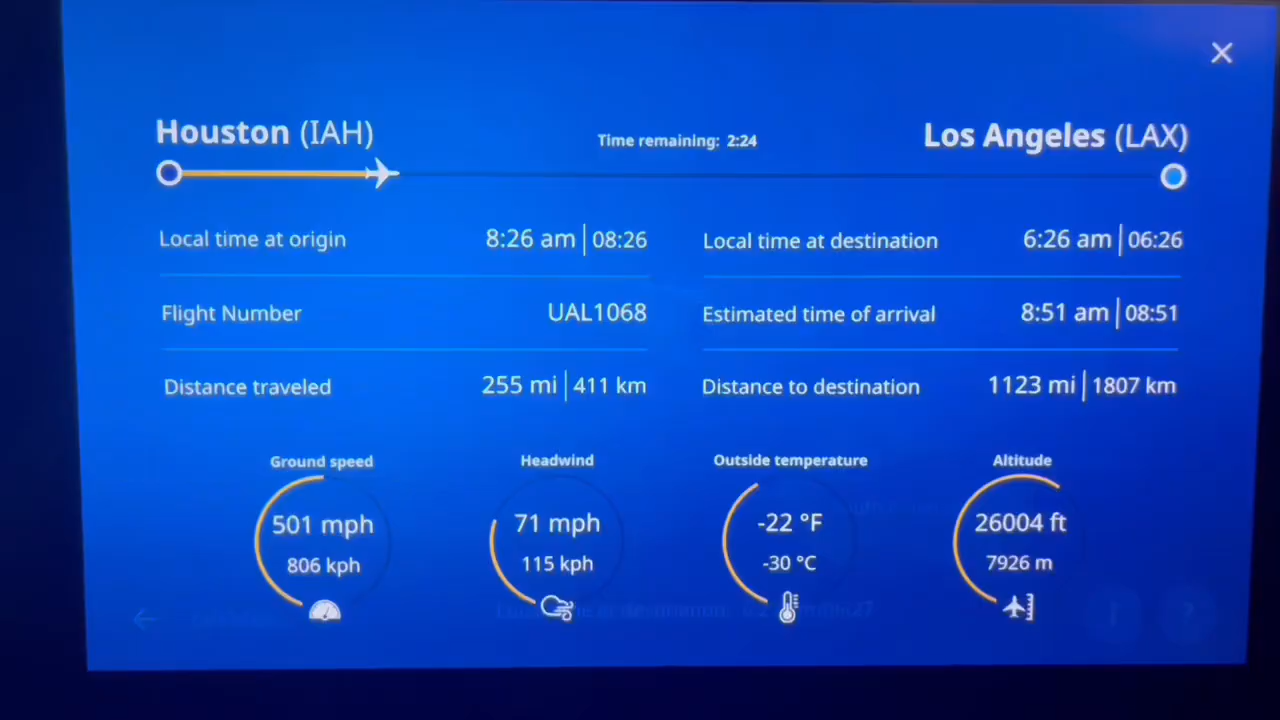 Houston (IAH)
Time remaining: 2:24
Los Angeles (LAX)
Local time at origin 8:26 am | 08:26
Local time at destination 6:26 am | 06:26
Flight Number UAL1068
Estimated time of arrival 8:51 am | 08:51
Distance traveled 255 mi | 411 km
Distance to destination 1123 mi | 1807 km
Ground speed
Headwind
Outside temperature
Altitude
501 mph
71 mph
-22 °F
26004 ft
806 kph
115 kph
-30 °C
7926 m